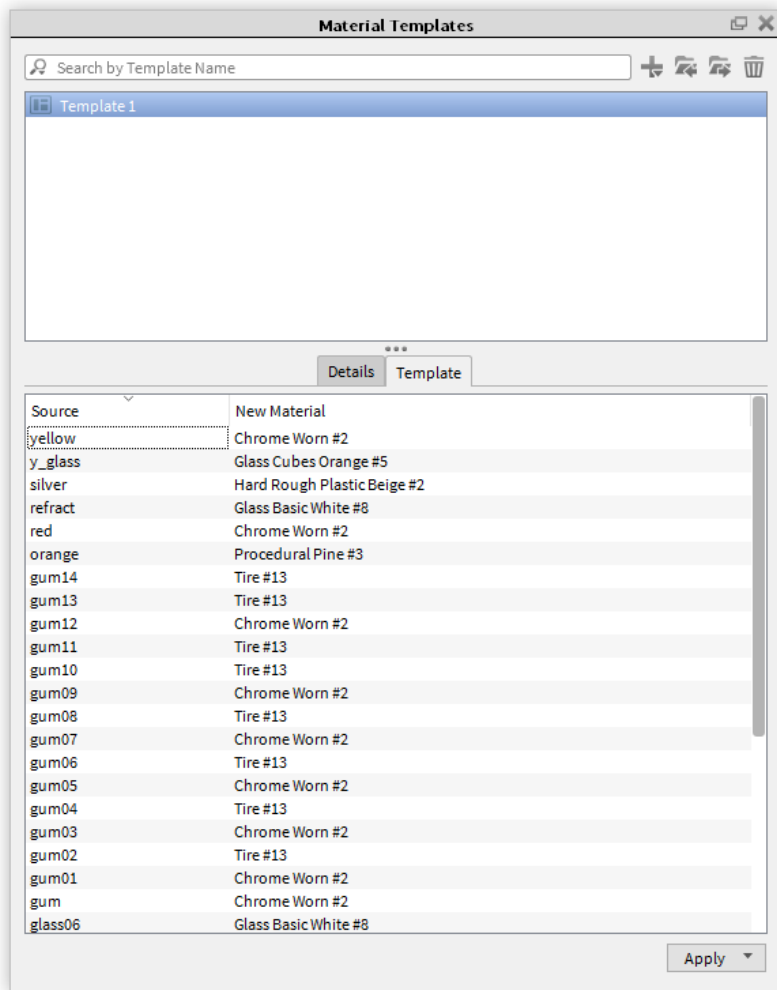 Material Templates
Search by Template Name
Template 1
Details Template
Source New Material
yellow Chrome Worn #2
y_glass Glass Cubes Orange #5
silver Hard Rough Plastic Beige #2
refract Glass Basic White #8
red Chrome Worn #2
orange Procedural Pine #3
gum14 Tire #13
gum13 Tire #13
gum12 Chrome Worn #2
gum11 Tire #13
gum10 Tire #13
gum09 Chrome Worn #2
gum08 Tire #13
gum07 Chrome Worn #2
gum06 Tire #13
gum05 Chrome Worn #2
gum04 Tire #13
gum03 Chrome Worn #2
gum02 Tire #13
gum01 Chrome Worn #2
gum Chrome Worn #2
glass06 Glass Basic White #8
Apply